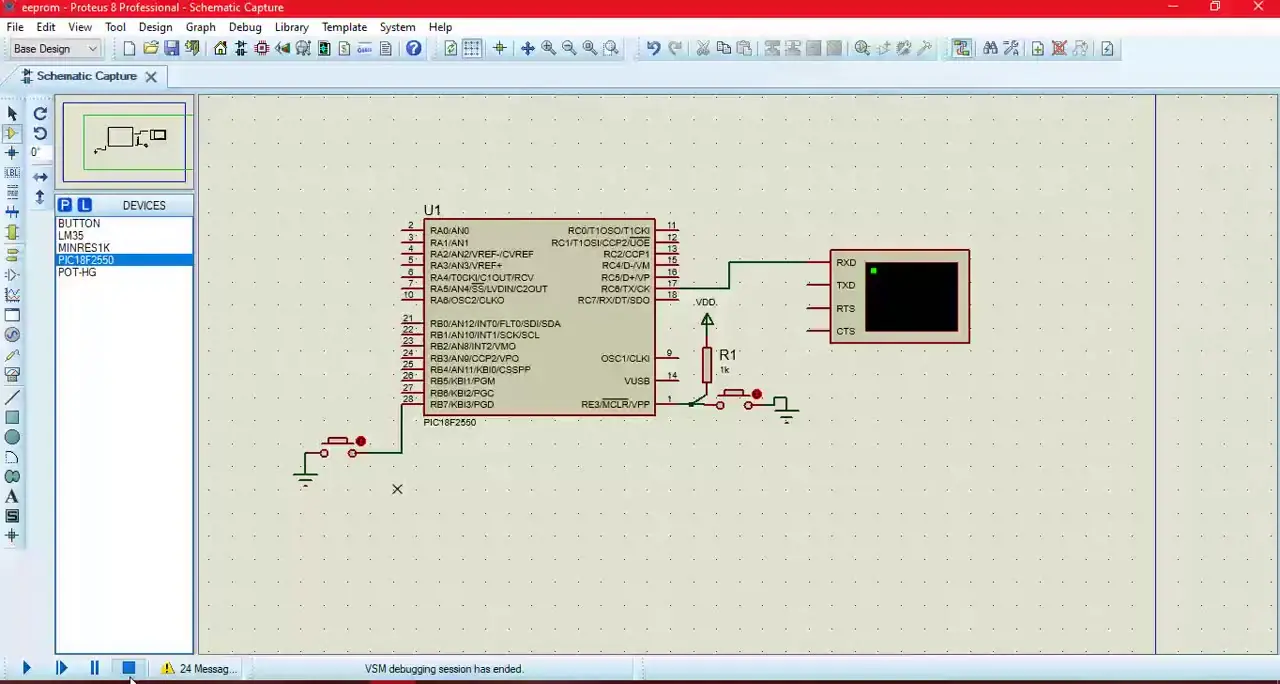 eeprom - Proteus 8 Professional - Schematic Capture
File Edit View Tool Design Graph Debug Library Template System Help
Base Design
Schematic Capture
0°
LBL
P L DEVICES
BUTTON
LM35
MINRES1K
PIC18F2550
POT-HG
A
S
U1
2 RA0/AN0 RC0/T1OSO/T1CKI 11
3 RA1/AN1 RC1/T1OSI/CCP2/UOE 12
4 RA2/AN2/VREF-/CVREF RC2/CCP1 13
5 RA3/AN3/VREF+ RC4/D-/VM 15
6 RA4/T0CKI/C1OUT/RCV RC5/D+/VP 16
7 RA5/AN4/SS/LVDIN/C2OUT RC6/TX/CK 17
10 RA6/OSC2/CLKO RC7/RX/DT/SDO 18
21 RB0/AN12/INT0/FLT0/SDI/SDA
22 RB1/AN10/INT1/SCK/SCL
23 RB2/AN8/INT2/VMO
24 RB3/AN9/CCP2/VPO OSC1/CLKI 9
25 RB4/AN11/KBI0/CSSPP
26 RB5/KBI1/PGM VUSB 14
27 RB6/KBI2/PGC
28 RB7/KBI3/PGD RE3/MCLR/VPP 1
PIC18F2550
VDD
R1
1k
RXD
TXD
RTS
CTS
24 Messag... VSM debugging session has ended.